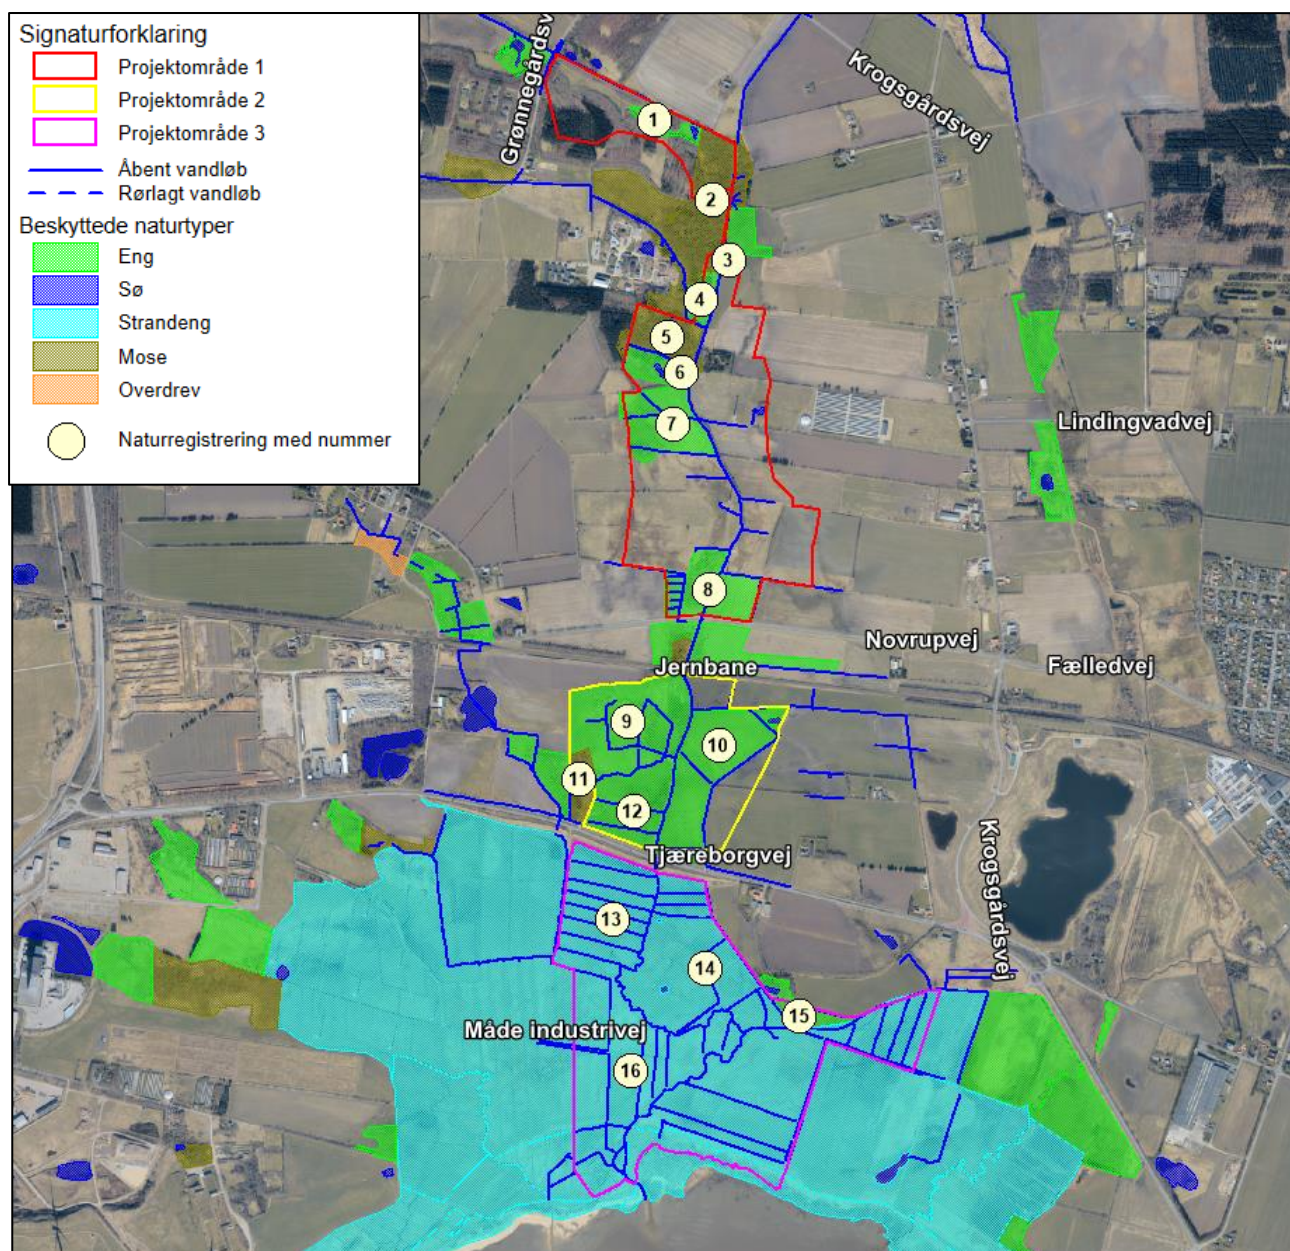 Signaturforklaring
Projektområde 1
Projektområde 2
Projektområde 3
Åbent vandløb
Rørlagt vandløb
Beskyttede naturtyper
Eng
Sø
Strandeng
Mose
Overdrev
Naturregistrering med nummer
Grønnegårdsv
Krogsgårdsvej
1
2
3
4
5
6
7
Lindingvadvej
8
Novrupvej
Fælledvej
Jernbane
9
10
11
12
Tjæreborgvej
Krogsgårdsvej
13
14
15
Måde industrivej
16